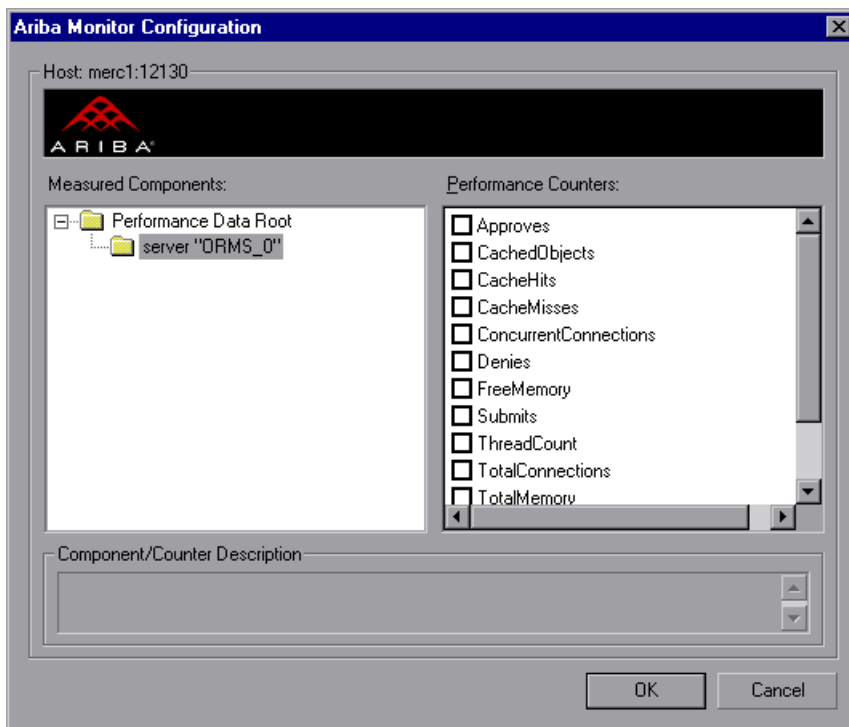 Ariba Monitor Configuration
Host: merc1:12130
ARIBA
Measured Components:
Performance Counters:
Performance Data Root
server "ORMS_0"
Approves
CachedObjects
CacheHits
CacheMisses
ConcurrentConnections
Denies
FreeMemory
Submits
ThreadCount
TotalConnections
TotalMemory
Component/Counter Description
OK
Cancel